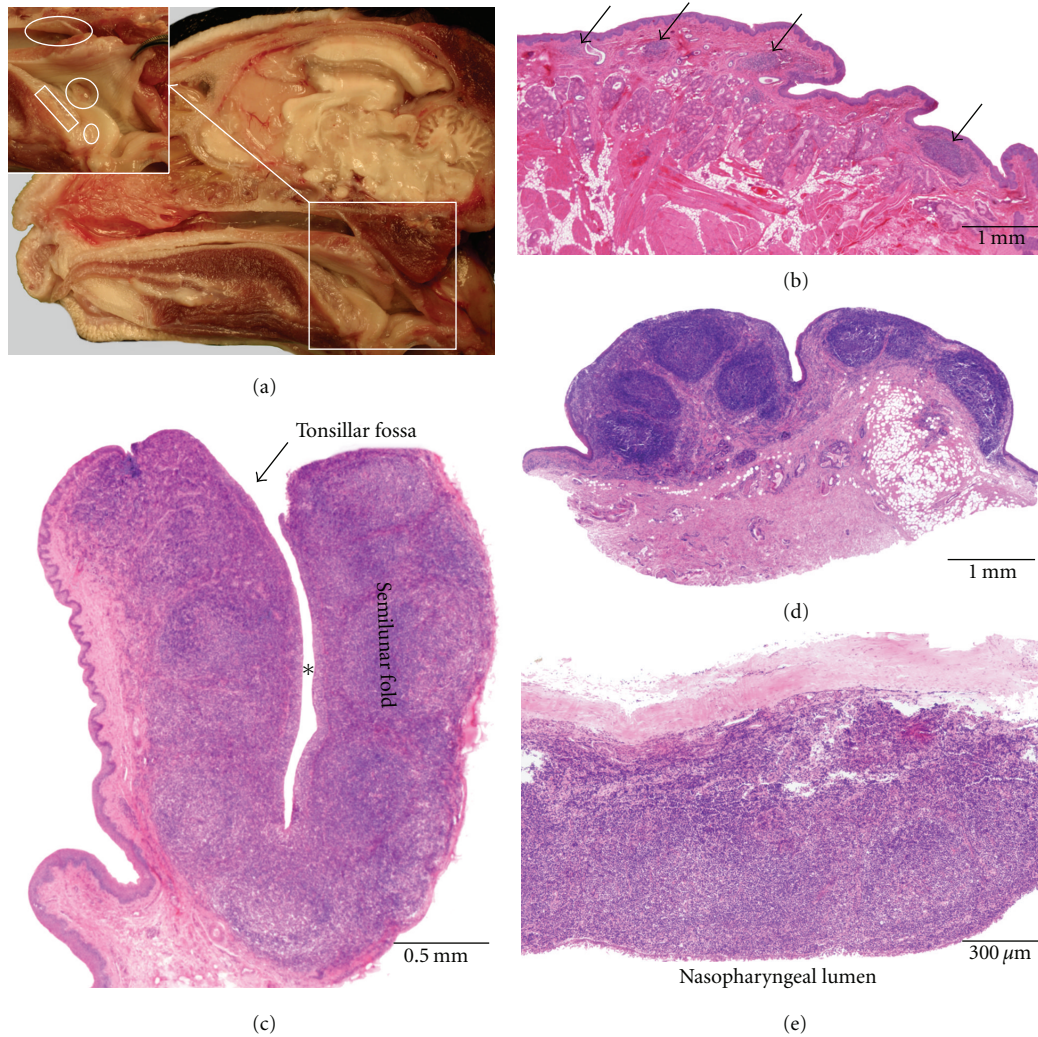 1 mm
(a)
(b)
Tonsillar fossa
Semilunar fold
*
0.5 mm
(c)
1 mm
(d)
300 µm
Nasopharyngeal lumen
(e)